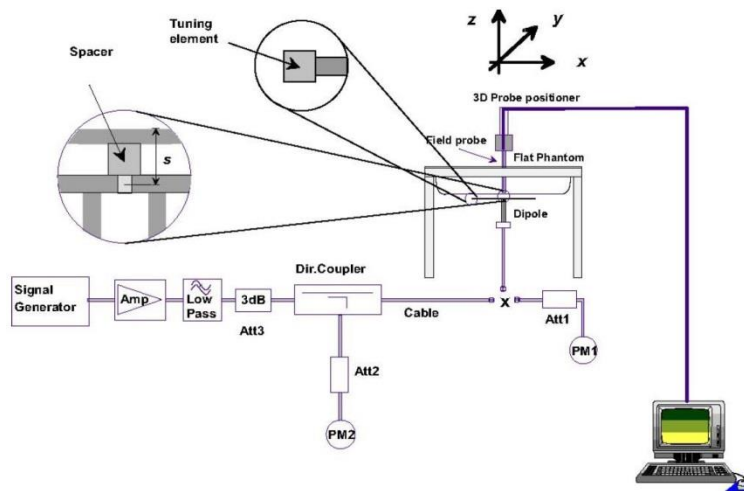 Tuning
element
Spacer
s
z
y
x
3D Probe positioner
Field probe
Flat Phantom
Dipole
Dir.Coupler
Signal
Generator
Amp
Low
Pass
3dB
Att3
Cable
x
Att1
PM1
Att2
PM2